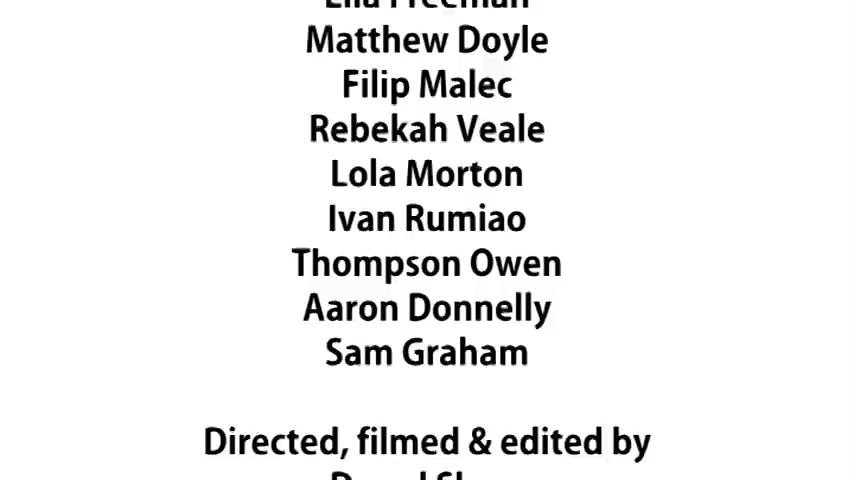 Matthew Doyle
Filip Malec
Rebekah Veale
Lola Morton
Ivan Rumiao
Thompson Owen
Aaron Donnelly
Sam Graham
Directed, filmed & edited by